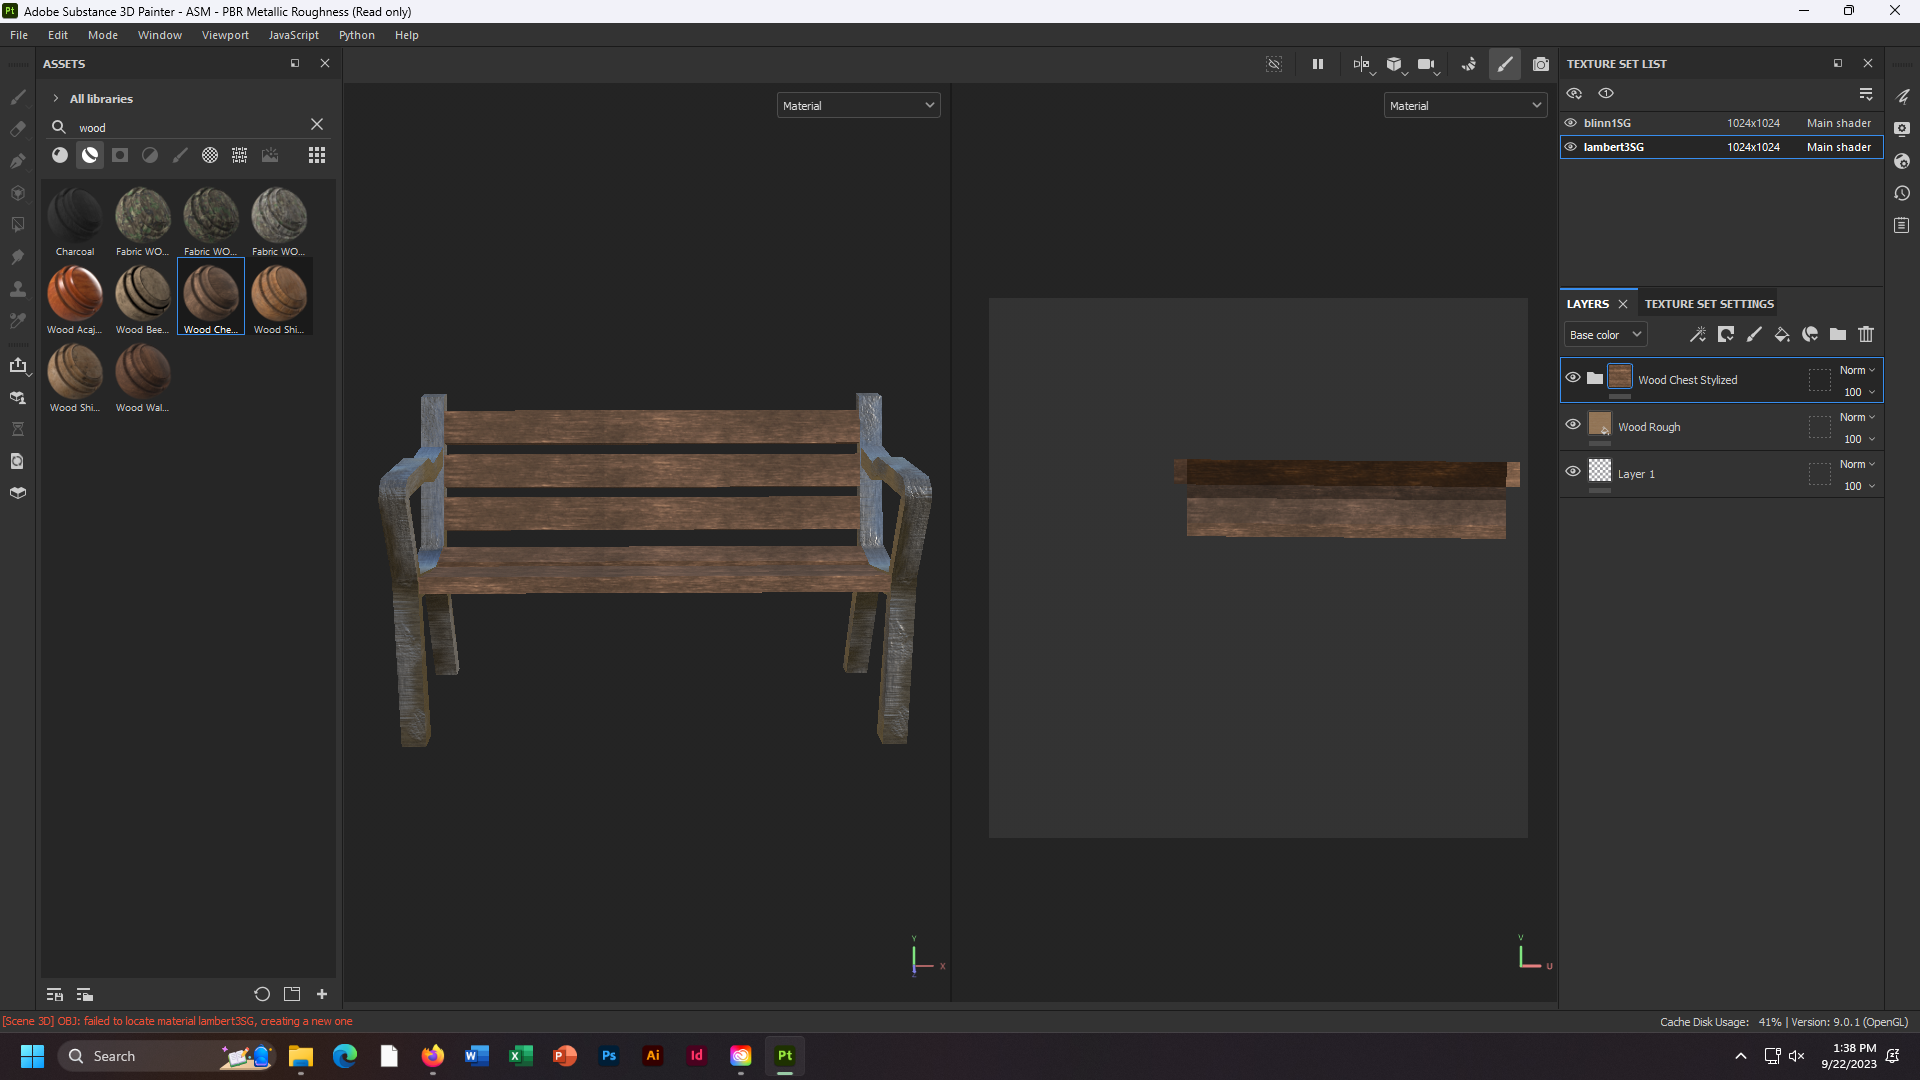 Pt Adobe Substance 3D Painter - ASM - PBR Metallic Roughness (Read only)
File Edit Mode Window Viewport JavaScript Python Help
ASSETS
All libraries
wood
Charcoal Fabric WO... Fabric WO... Fabric WO...
Wood Acaj... Wood Bee... Wood Che... Wood Shi...
Wood Shi... Wood Wal...
Material
Y
X
Z
Material
V
U
TEXTURE SET LIST
blinn1SG 1024x1024 Main shader
lambert3SG 1024x1024 Main shader
LAYERS TEXTURE SET SETTINGS
Base color
Wood Chest Stylized Norm
100
Wood Rough Norm
100
Layer 1 Norm
100
[Scene 3D] OBJ: failed to locate material lambert3SG, creating a new one
Cache Disk Usage: 41% | Version: 9.0.1 (OpenGL)
Search
W X P Ps Ai Id Pt
1:38 PM
9/22/2023